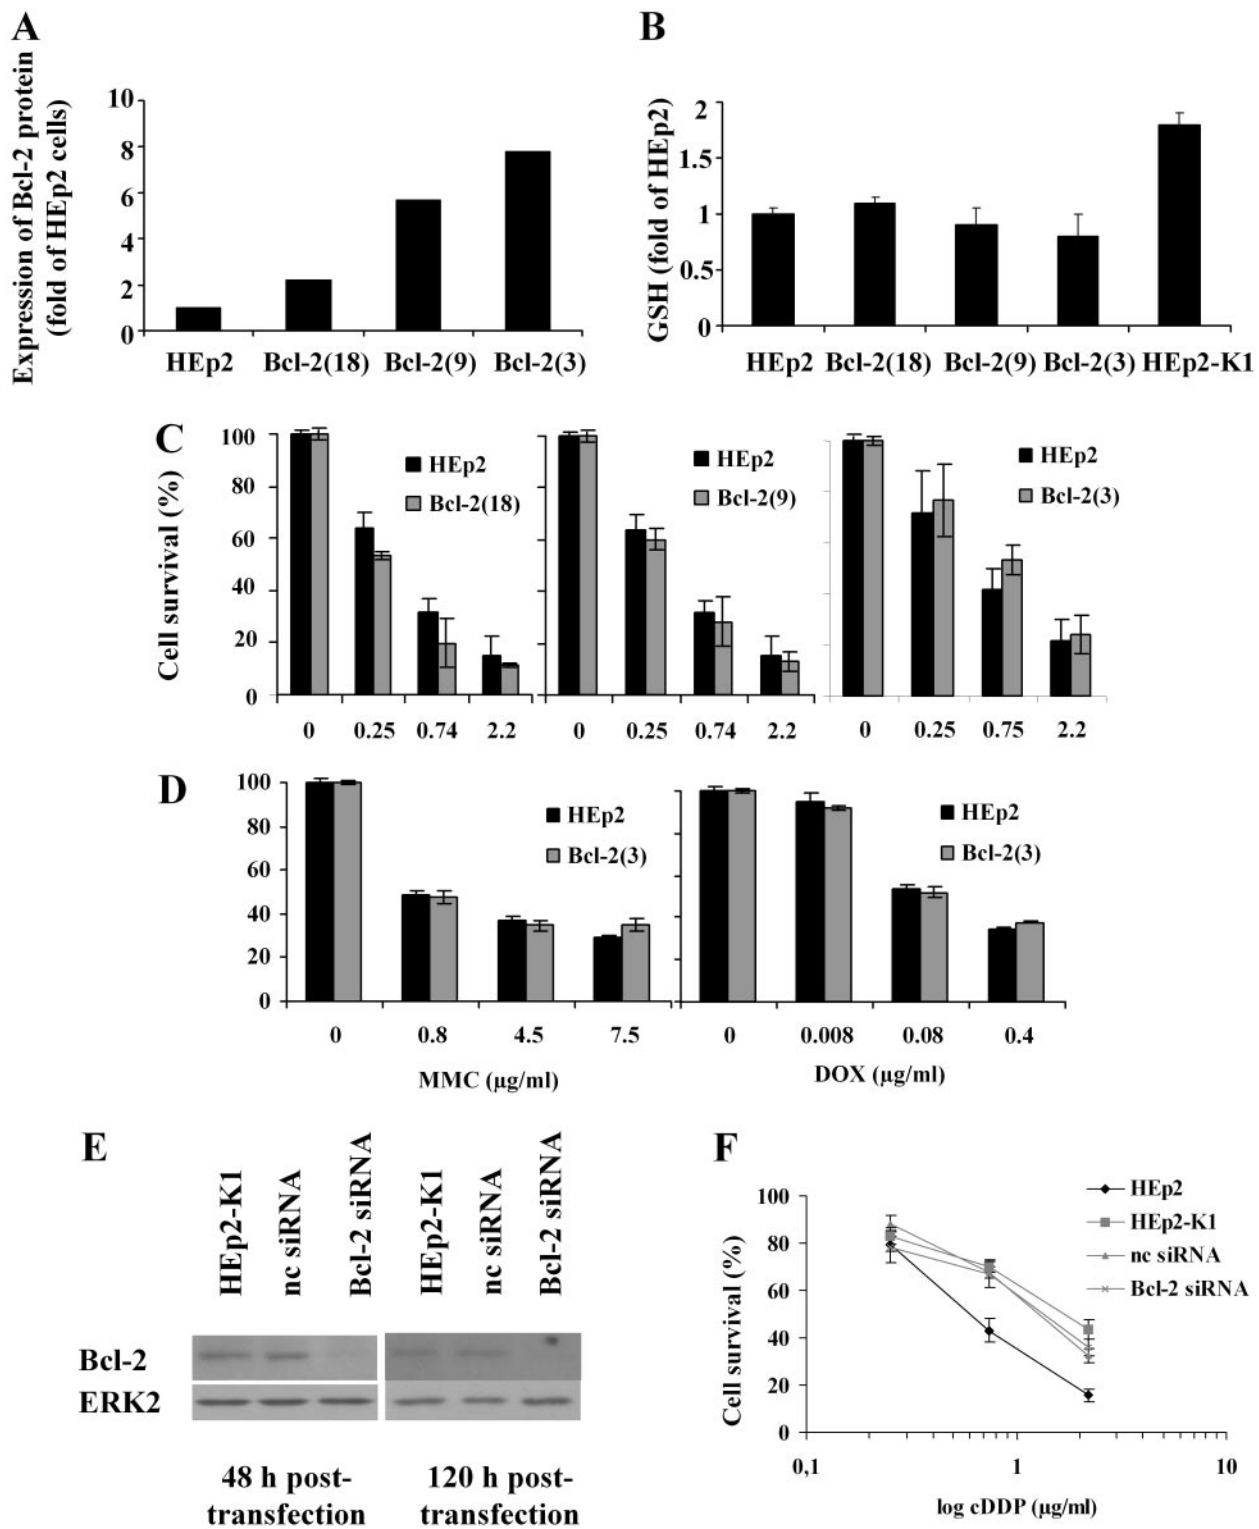 A
Expression of Bcl-2 protein
(fold of HEp2 cells)
10
8
6
4
2
0
HEp2 Bcl-2(18) Bcl-2(9) Bcl-2(3)
B
GSH (fold of HEp2)
2
1.5
1
0.5
0
HEp2 Bcl-2(18) Bcl-2(9) Bcl-2(3) HEp2-K1
C
Cell survival (%)
100
80
60
40
20
0
HEp2
Bcl-2(18)
0 0.25 0.74 2.2
HEp2
Bcl-2(9)
0 0.25 0.74 2.2
HEp2
Bcl-2(3)
0 0.25 0.75 2.2
D
100
80
60
40
20
0
HEp2
Bcl-2(3)
0 0.8 4.5 7.5
MMC (µg/ml)
HEp2
Bcl-2(3)
0 0.008 0.08 0.4
DOX (µg/ml)
E
HEp2-K1
nc siRNA
Bcl-2 siRNA
HEp2-K1
nc siRNA
Bcl-2 siRNA
Bcl-2
ERK2
48 h post-
transfection
120 h post-
transfection
F
Cell survival (%)
100
80
60
40
20
0
HEp2
HEp2-K1
nc siRNA
Bcl-2 siRNA
0,1 1 10
log cDDP (µg/ml)